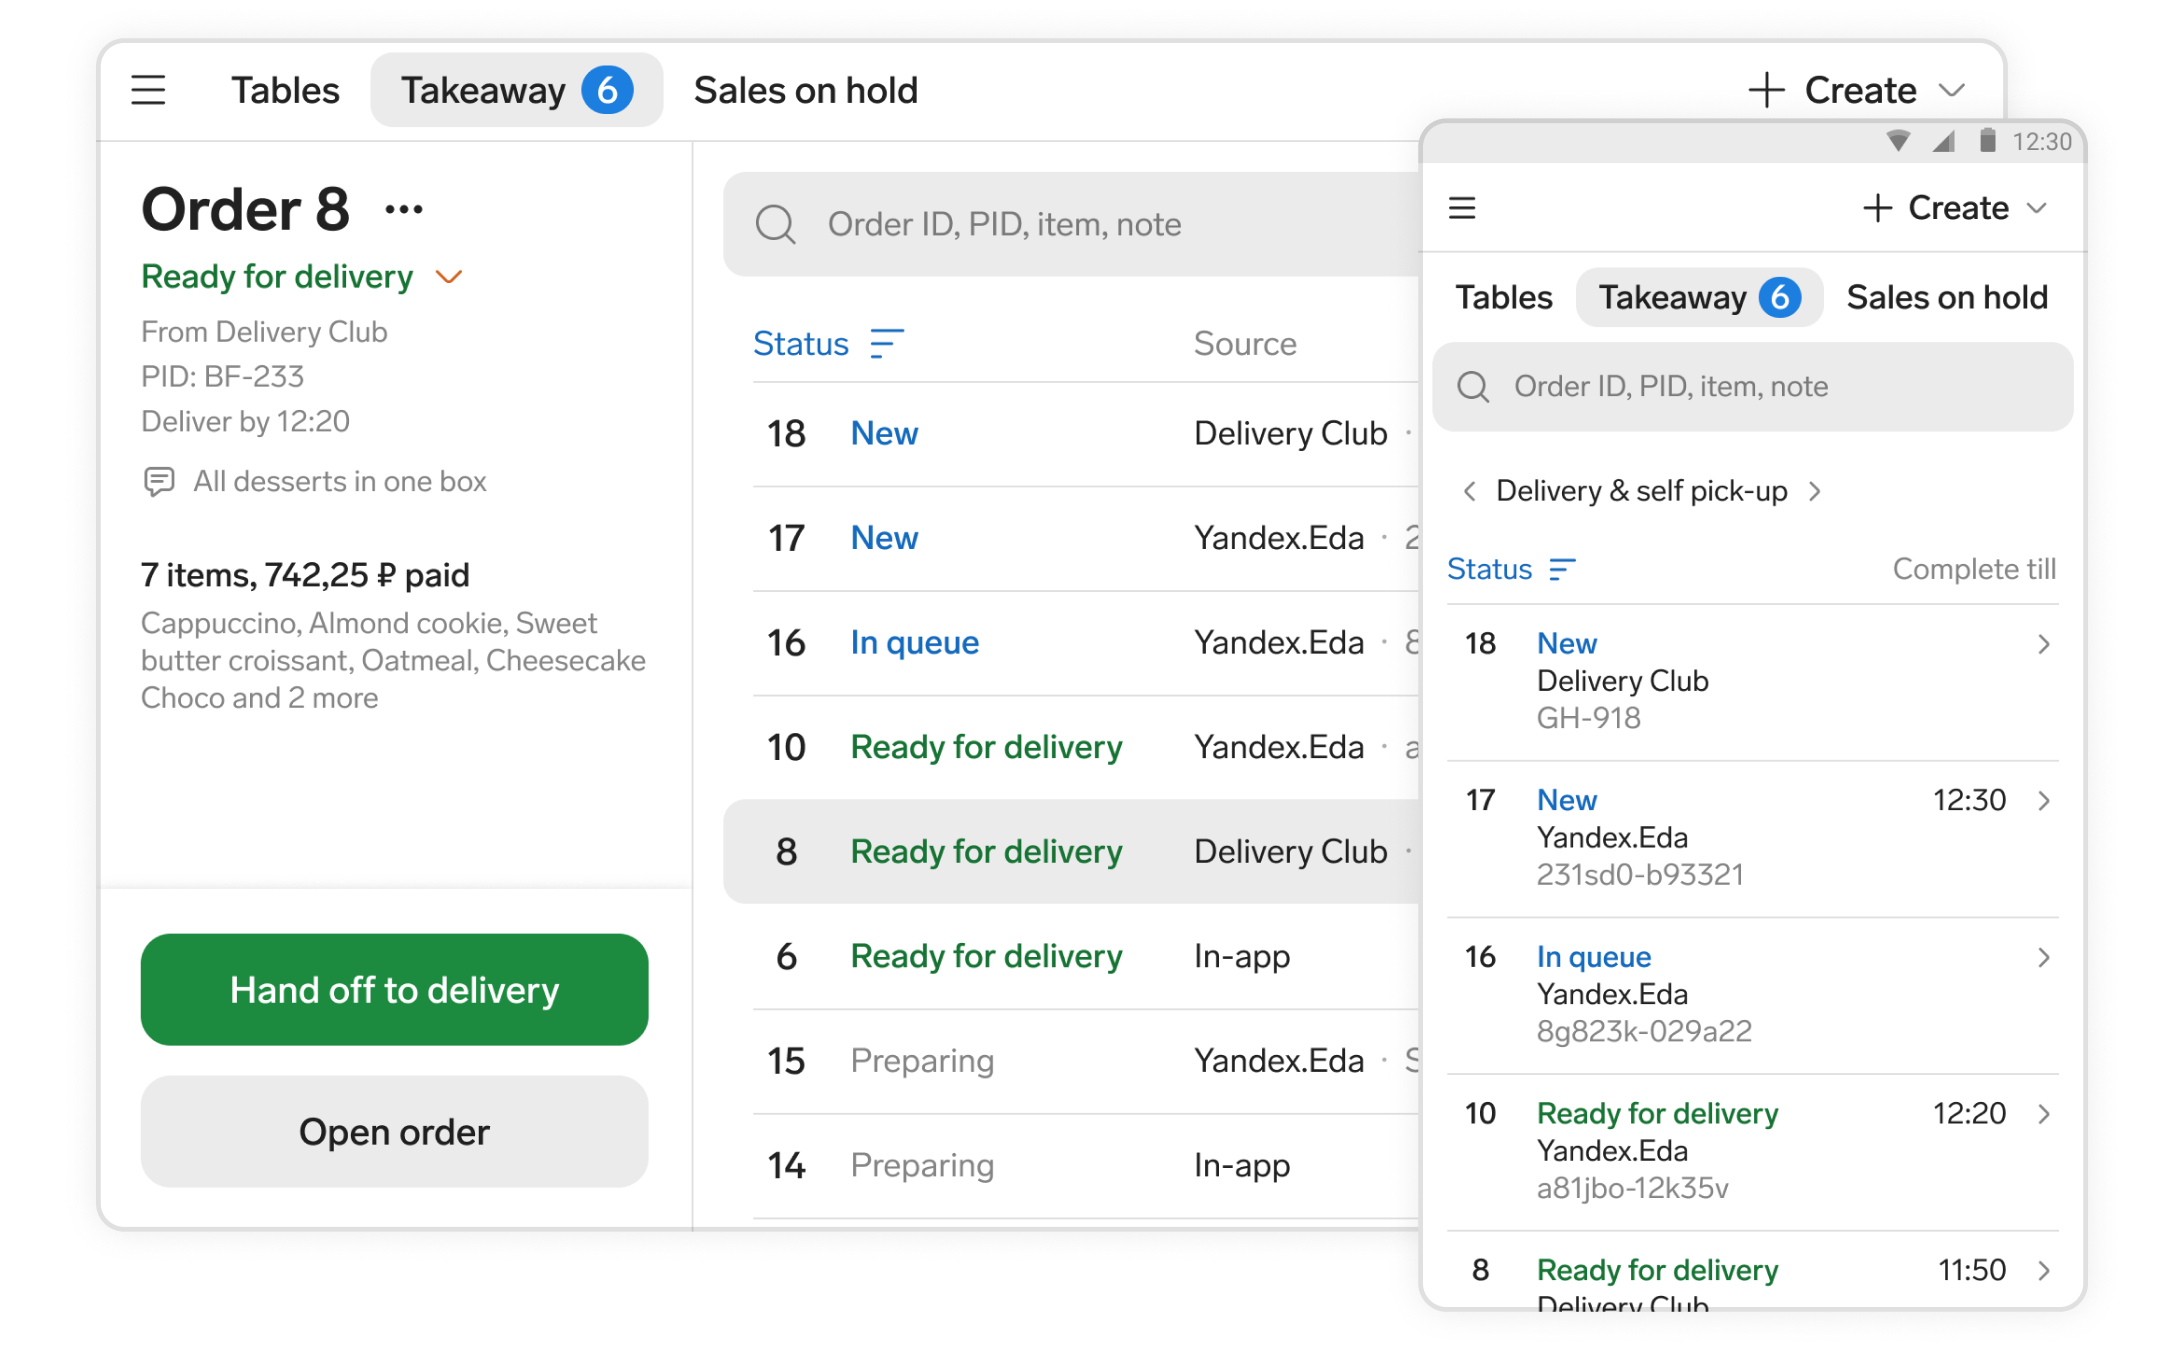 Tables Takeaway 6 Sales on hold
Create
Order 8
Ready for delivery
From Delivery Club
PID: BF-233
Deliver by 12:20
All desserts in one box
7 items, 742,25 ₽ paid
Cappuccino, Almond cookie, Sweet
butter croissant, Oatmeal, Cheesecake
Choco and 2 more
Hand off to delivery
Open order
Order ID, PID, item, note
Status Source
18 New Delivery Club ·
17 New Yandex.Eda · 2
16 In queue Yandex.Eda · 8
10 Ready for delivery Yandex.Eda · a
8 Ready for delivery Delivery Club ·
6 Ready for delivery In-app
15 Preparing Yandex.Eda ·
14 Preparing In-app
12:30
Create
Tables Takeaway 6 Sales on hold
Order ID, PID, item, note
Delivery & self pick-up
Status Complete till
18 New
Delivery Club
GH-918
17 New 12:30
Yandex.Eda
231sd0-b93321
16 In queue
Yandex.Eda
8g823k-029a22
10 Ready for delivery 12:20
Yandex.Eda
a81jbo-12k35v
8 Ready for delivery 11:50
Delivery Club